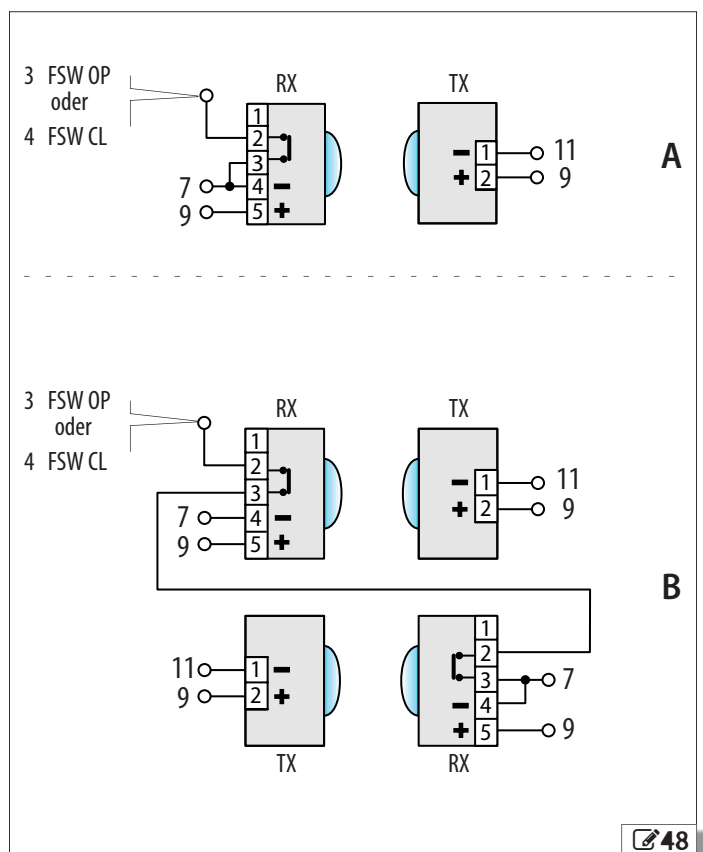 3 FSW OP
oder
4 FSW CL
RX
TX
A
1
2
3
4 -
5 +
7
9
- 1 11
+ 2 9
3 FSW OP
oder
4 FSW CL
RX
TX
1
2
3
4 -
5 +
7
9
- 1 11
+ 2 9
B
11 1 -
9 2 +
TX
1
2
3 7
- 4
+ 5 9
RX
48